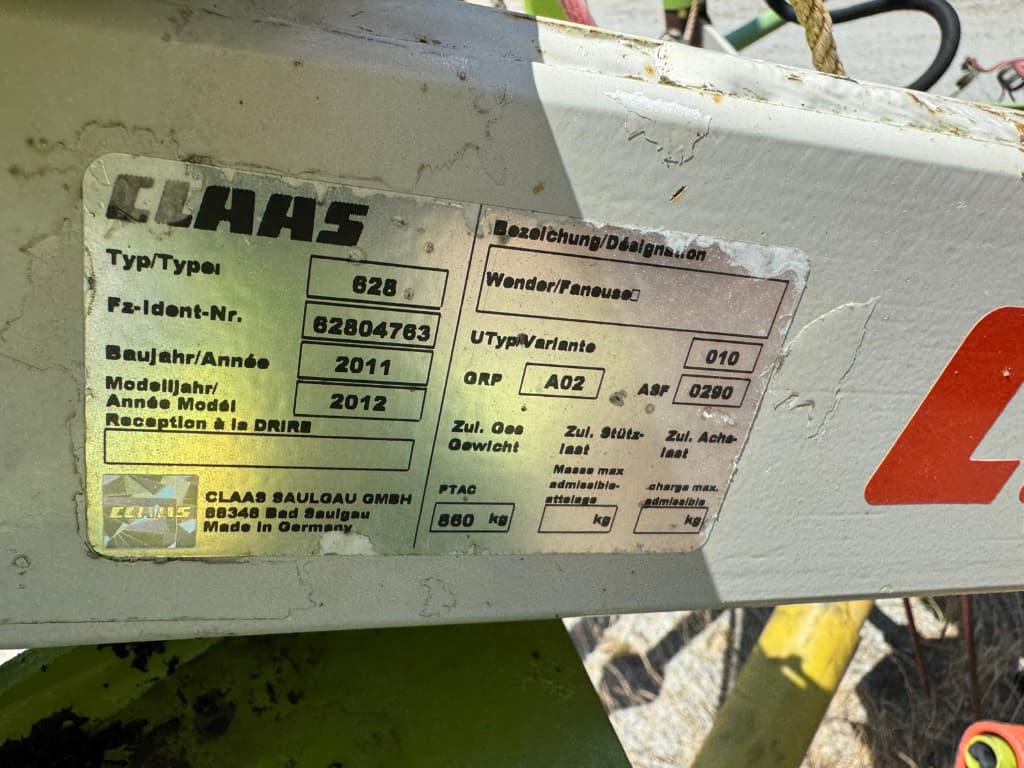 CLAAS
Typ/Type: 628
Fz-Ident-Nr. 62804763
Baujahr/Année 2011
Modelljahr/
Année Modél 2012
Reception à la DRIRE
CLAAS
CLAAS SAULGAU GMBH
88348 Bad Saulgau
Made in Germany
Bezeichung/Désignation
Wender/Faneuse
UTyp/Variante 010
GRP A02 ASF 0290
Zul. Ges Gewicht
Zul. Stütz-last
Zul. Achs-last
PTAC
Masse max
admissible-
attelage
charge max.
admissible
860 kg
kg
kg